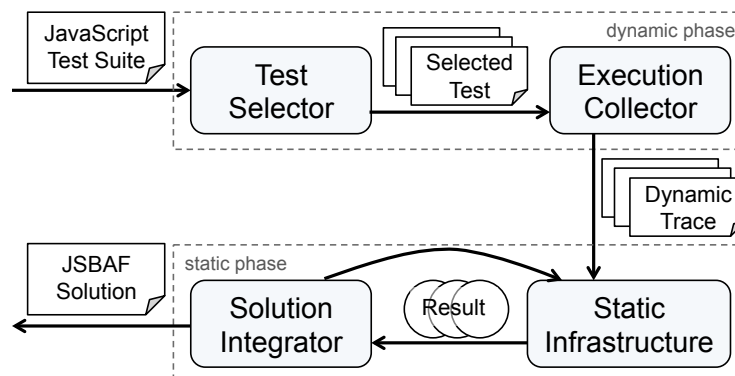 JavaScript
Test Suite
dynamic phase
Test
Selector
Selected
Test
Execution
Collector
Dynamic
Trace
JSBAF
Solution
static phase
Solution
Integrator
Result
Static
Infrastructure